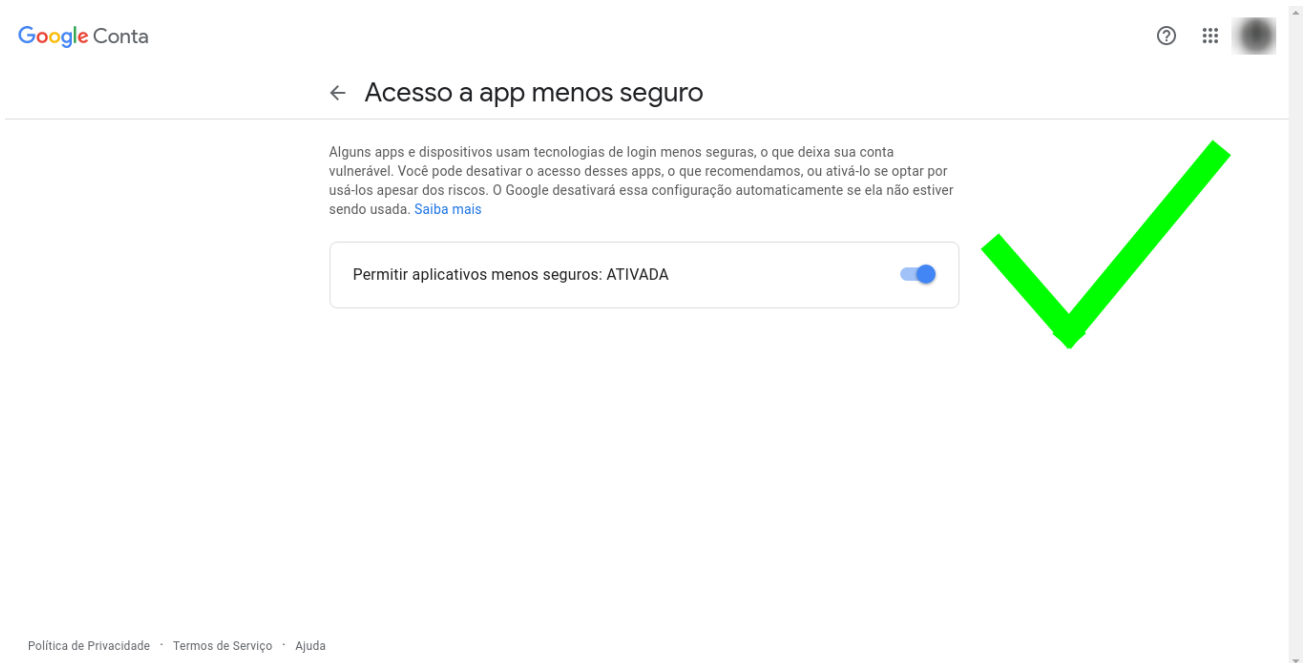 Google Conta
Acesso a app menos seguro
Alguns apps e dispositivos usam tecnologias de login menos seguras, o que deixa sua conta
vulnerável. Você pode desativar o acesso desses apps, o que recomendamos, ou ativá-lo se optar por
usá-los apesar dos riscos. O Google desativará essa configuração automaticamente se ela não estiver
sendo usada. Saiba mais
Permitir aplicativos menos seguros: ATIVADA
Política de Privacidade · Termos de Serviço · Ajuda